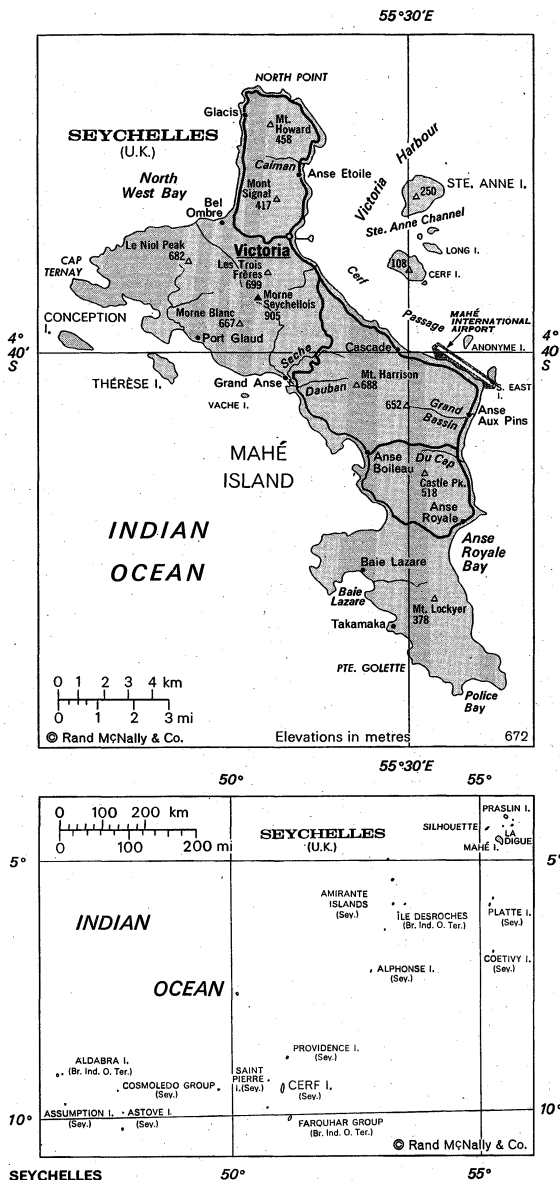 55°30'E
NORTH POINT
Glacis
Mt.
Howard
458
SEYCHELLES
(U.K.)
Caiman
Anse Etoile
Victoria Harbour
North
West Bay
Mont
Signal
417
250
STE. ANNE I.
Ste. Anne Channel
LONG I.
Bel
Ombre
Victoria
Le Niol Peak
682
Les Trois
Frères
699
108
CERF I.
CAP
TERNAY
Cerf Passage
Morne
Seychellois
905
MAHÉ
INTERNATIONAL
AIRPORT
CONCEPTION
I.
Morne Blanc
667
Port Glaud
ANONYME I.
4°
40'
S
4°
40'
S
Cascade
Seche
THÉRÈSE I.
Grand Anse
Dauban
Mt. Harrison
688
S. EAST
I.
VACHE I.
652
Grand
Bassin
Anse
Aux Pins
MAHÉ
ISLAND
Anse
Boileau
Du Cap
Castle Pk.
518
Anse
Royale
INDIAN
OCEAN
Anse
Royale
Bay
Baie Lazare
Baie
Lazare
Mt. Lockyer
378
Takamaka
PTE. GOLETTE
Police
Bay
0 1 2 3 4 km
0 1 2 3 mi
© Rand McNally & Co.
Elevations in metres
672
50°
55°30'E
55°
0 100 200 km
0 100 200 mi
SEYCHELLES
(U.K.)
PRASLIN I.
SILHOUETTE
LA
DIGUE
MAHÉ I.
5°
5°
INDIAN
OCEAN
AMIRANTE
ISLANDS
(Sey.)
ÎLE DESROCHES
(Br. Ind. O. Ter.)
PLATTE I.
(Sey.)
ALPHONSE I.
(Sey.)
COETIVY I.
(Sey.)
PROVIDENCE I.
(Sey.)
ALDABRA I.
(Br. Ind. O. Ter.)
COSMOLEDO GROUP
(Sey.)
SAINT
PIERRE
I.(Sey.)
CERF I.
(Sey.)
ASSUMPTION I.
(Sey.)
ASTOVE I.
(Sey.)
FARQUHAR GROUP
(Br. Ind. O. Ter.)
10°
10°
© Rand McNally & Co.
SEYCHELLES
50°
55°